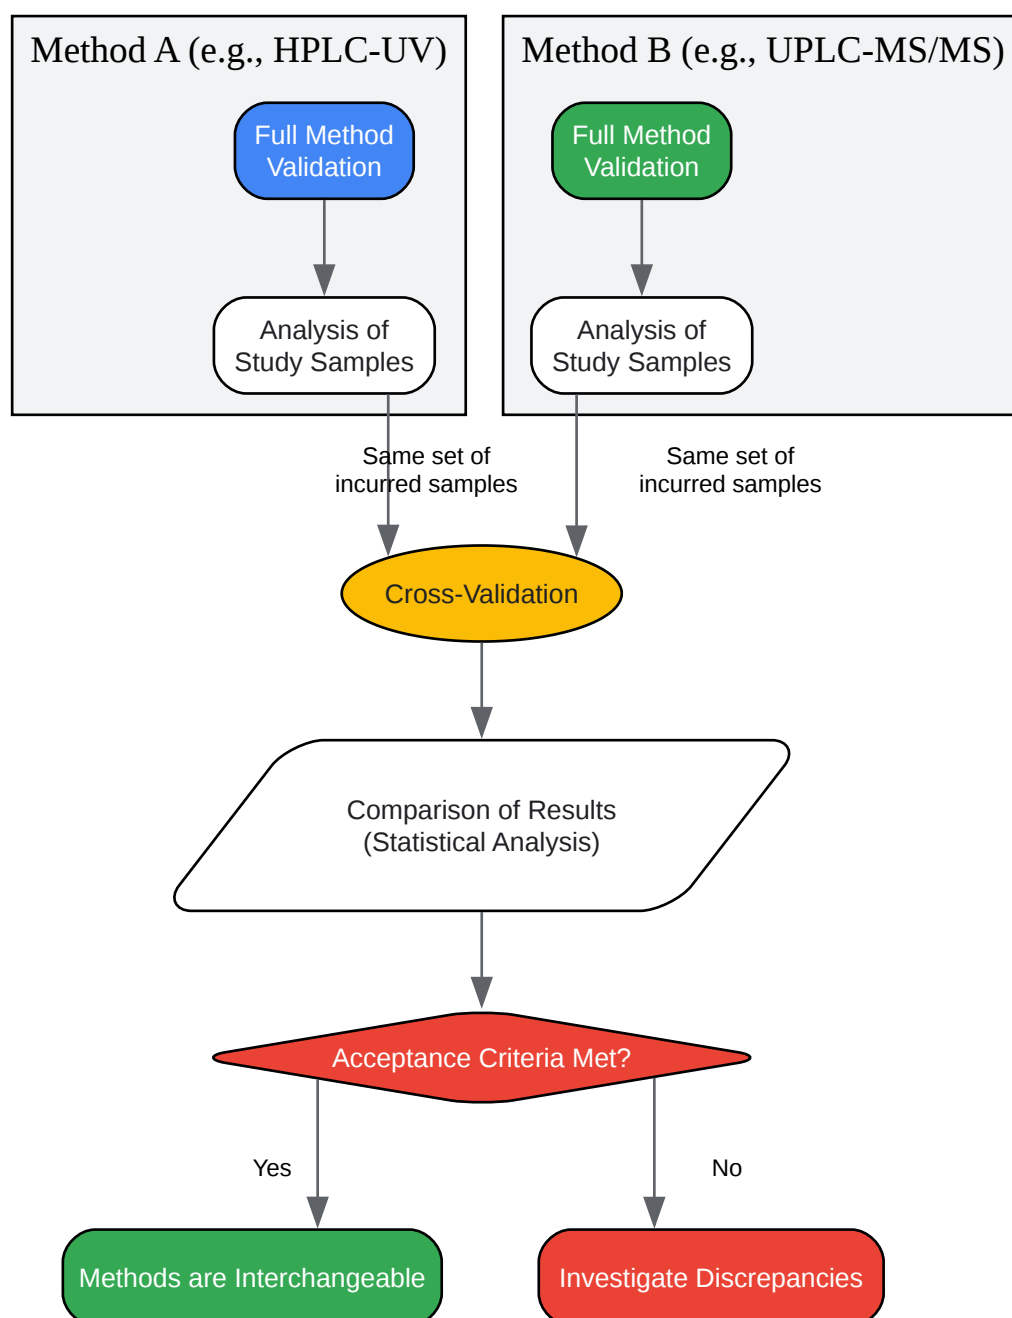 Method A (e.g., HPLC-UV)
Method B (e.g., UPLC-MS/MS)
Full Method
Validation
Full Method
Validation
Analysis of
Study Samples
Analysis of
Study Samples
Same set of
incurred samples
Same set of
incurred samples
Cross-Validation
Comparison of Results
(Statistical Analysis)
Acceptance Criteria Met?
Yes
No
Methods are Interchangeable
Investigate Discrepancies